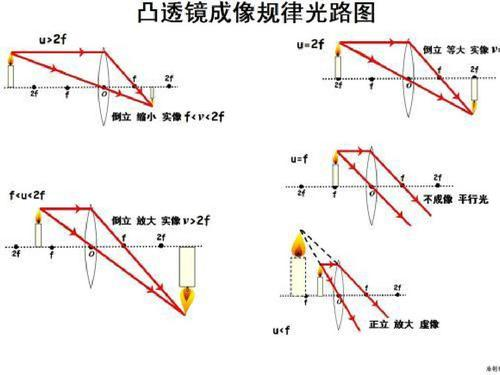 凸透镜成像规律光路图
u>2f
2f f O f 2f
倒立 缩小 实像 f<v<2f
u=2f
倒立 等大 实像 v=
2f f O f 2f
f<u<2f
倒立 放大 实像 v>2f
2f f O f 2f
u=f
f O f 2f
不成像 平行光
u<f
f O f 2f
正立 放大 虚像